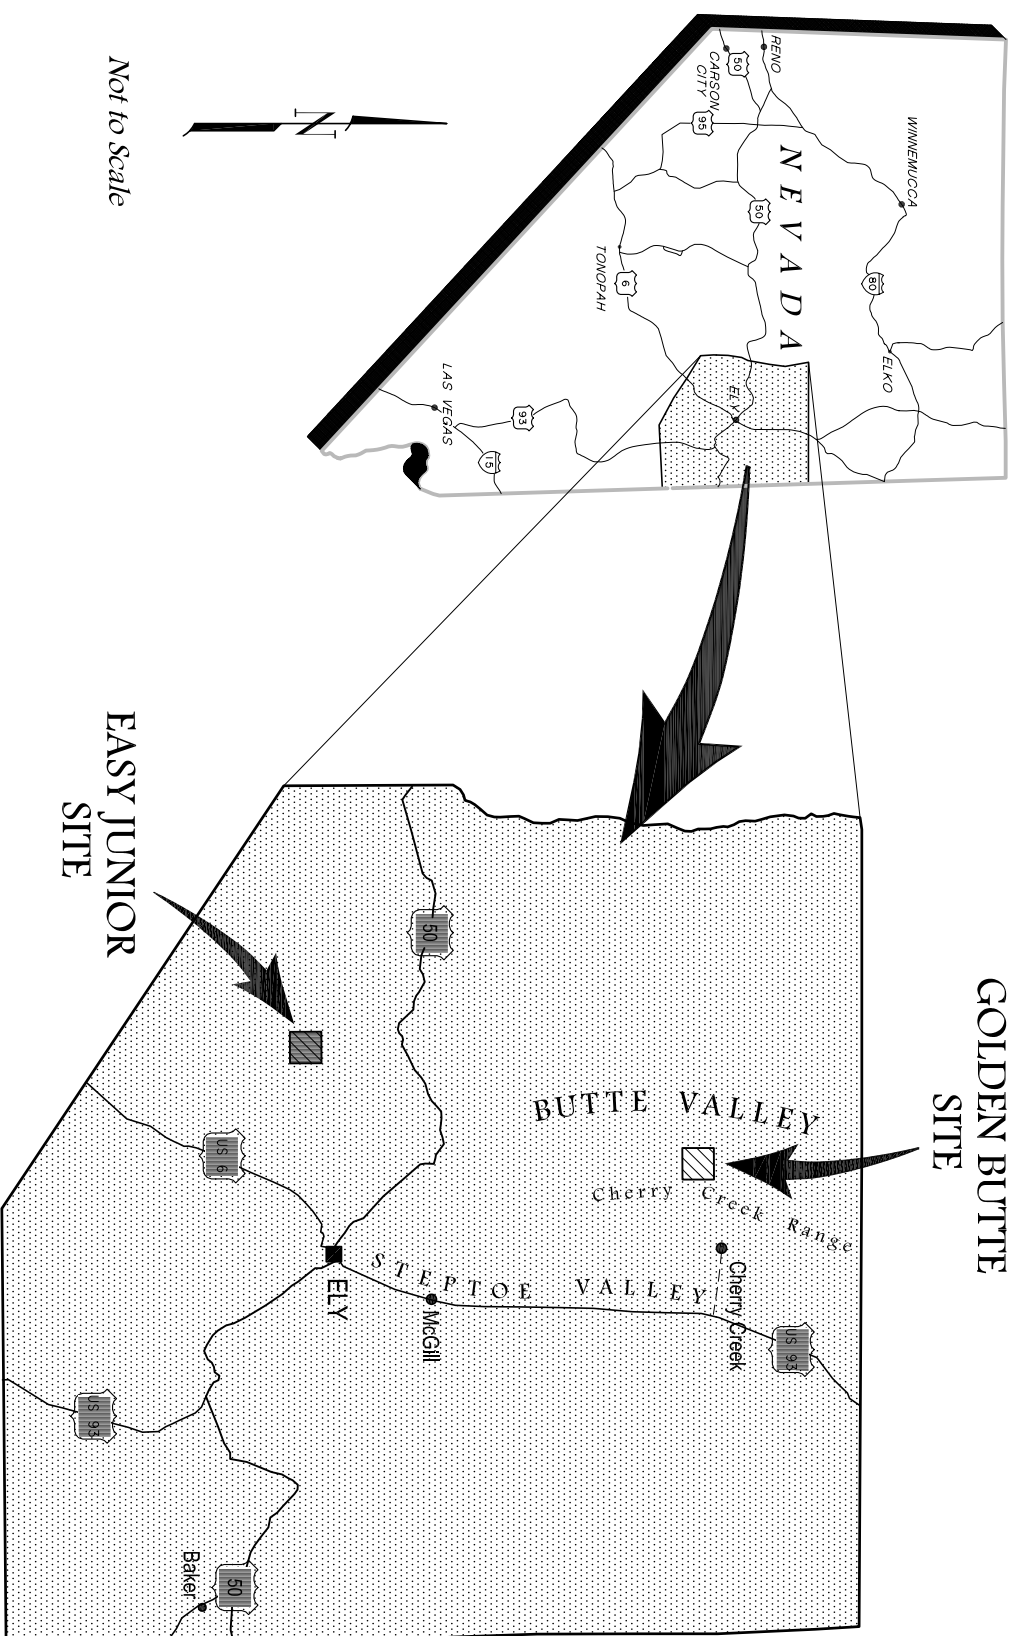 RENO
50
CARSON
CITY
95
WINNEMUCCA
NEVADA
50
80
TONOPAH
6
ELKO
ELY
LAS VEGAS
93
15
N
Not to Scale
GOLDEN BUTTE
SITE
EASY JUNIOR
SITE
50
BUTTE VALLEY
Cherry Creek Range
Cherry Creek
STEPTOE VALLEY
US 93
US 6
ELY
McGill
US 93
50
Baker